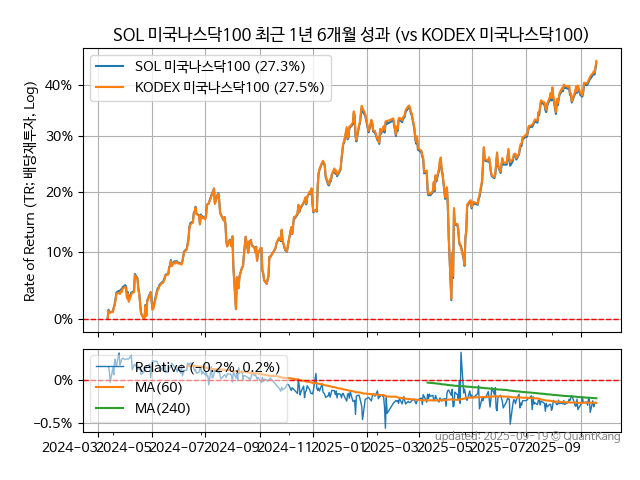 SOL 미국나스닥100 최근 1년 6개월 성과 (vs KODEX 미국나스닥100)
SOL 미국나스닥100 (27.3%)
KODEX 미국나스닥100 (27.5%)
Rate of Return (TR: 배당재투자, Log)
40%
30%
20%
10%
0%
Relative (−0.2%, 0.2%)
MA(60)
MA(240)
0%
−0.5%
2024-03
2024-05
2024-07
2024-09
2024-11
2025-01
2025-03
2025-05
2025-07
2025-09
updated: 2025-09-19 © QuantKang